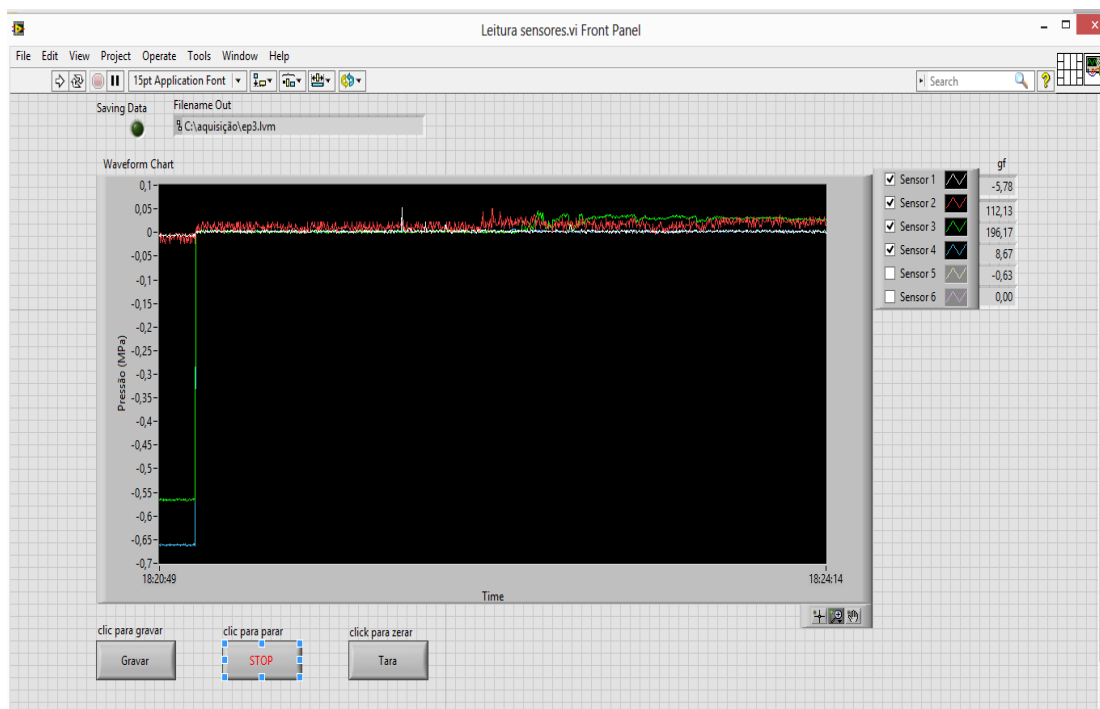 Leitura sensores.vi Front Panel
File Edit View Project Operate Tools Window Help
15pt Application Font
Search
Saving Data
Filename Out
C:\aquisição\ep3.lvm
Waveform Chart
gf
Sensor 1 -5,78
Sensor 2 112,13
Sensor 3 196,17
Sensor 4 8,67
Sensor 5 -0,63
Sensor 6 0,00
Pressão (MPa)
0,1
0,05
0
-0,05
-0,1
-0,15
-0,2
-0,25
-0,3
-0,35
-0,4
-0,45
-0,5
-0,55
-0,6
-0,65
-0,7
18:20:49
18:24:14
Time
clic para gravar
clic para parar
click para zerar
Gravar
STOP
Tara